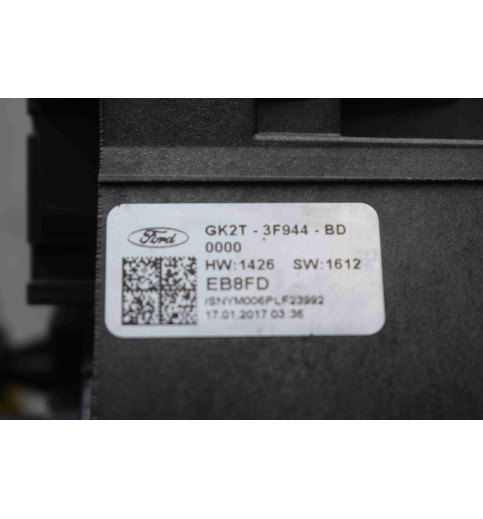 Ford
GK2T - 3F944 - BD
0000
HW:1426 SW:1612
EB8FD
/SNYM006PLF23992
17.01.2017 03:36